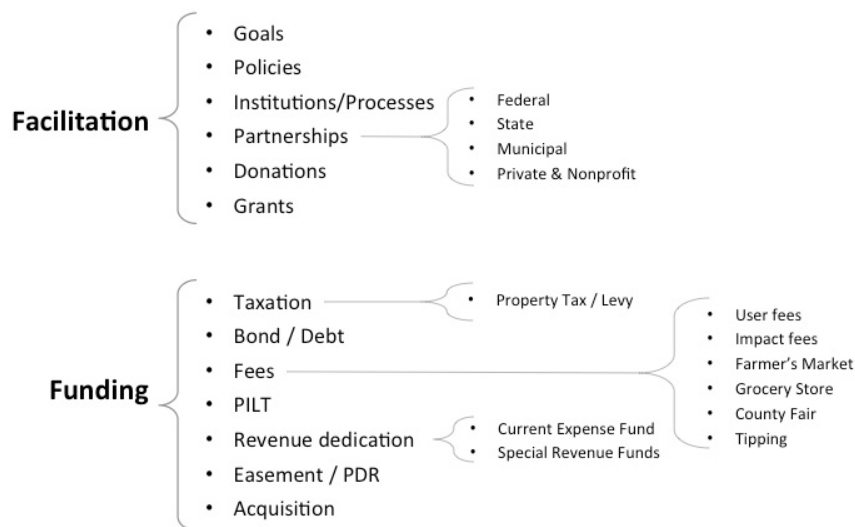 Facilitation
• Goals
• Policies
• Institutions/Processes
• Partnerships
• Federal
• State
• Municipal
• Private & Nonprofit
• Donations
• Grants
Funding
• Taxation
• Property Tax / Levy
• Bond / Debt
• Fees
• User fees
• Impact fees
• Farmer's Market
• Grocery Store
• County Fair
• Tipping
• PILT
• Revenue dedication
• Current Expense Fund
• Special Revenue Funds
• Easement / PDR
• Acquisition